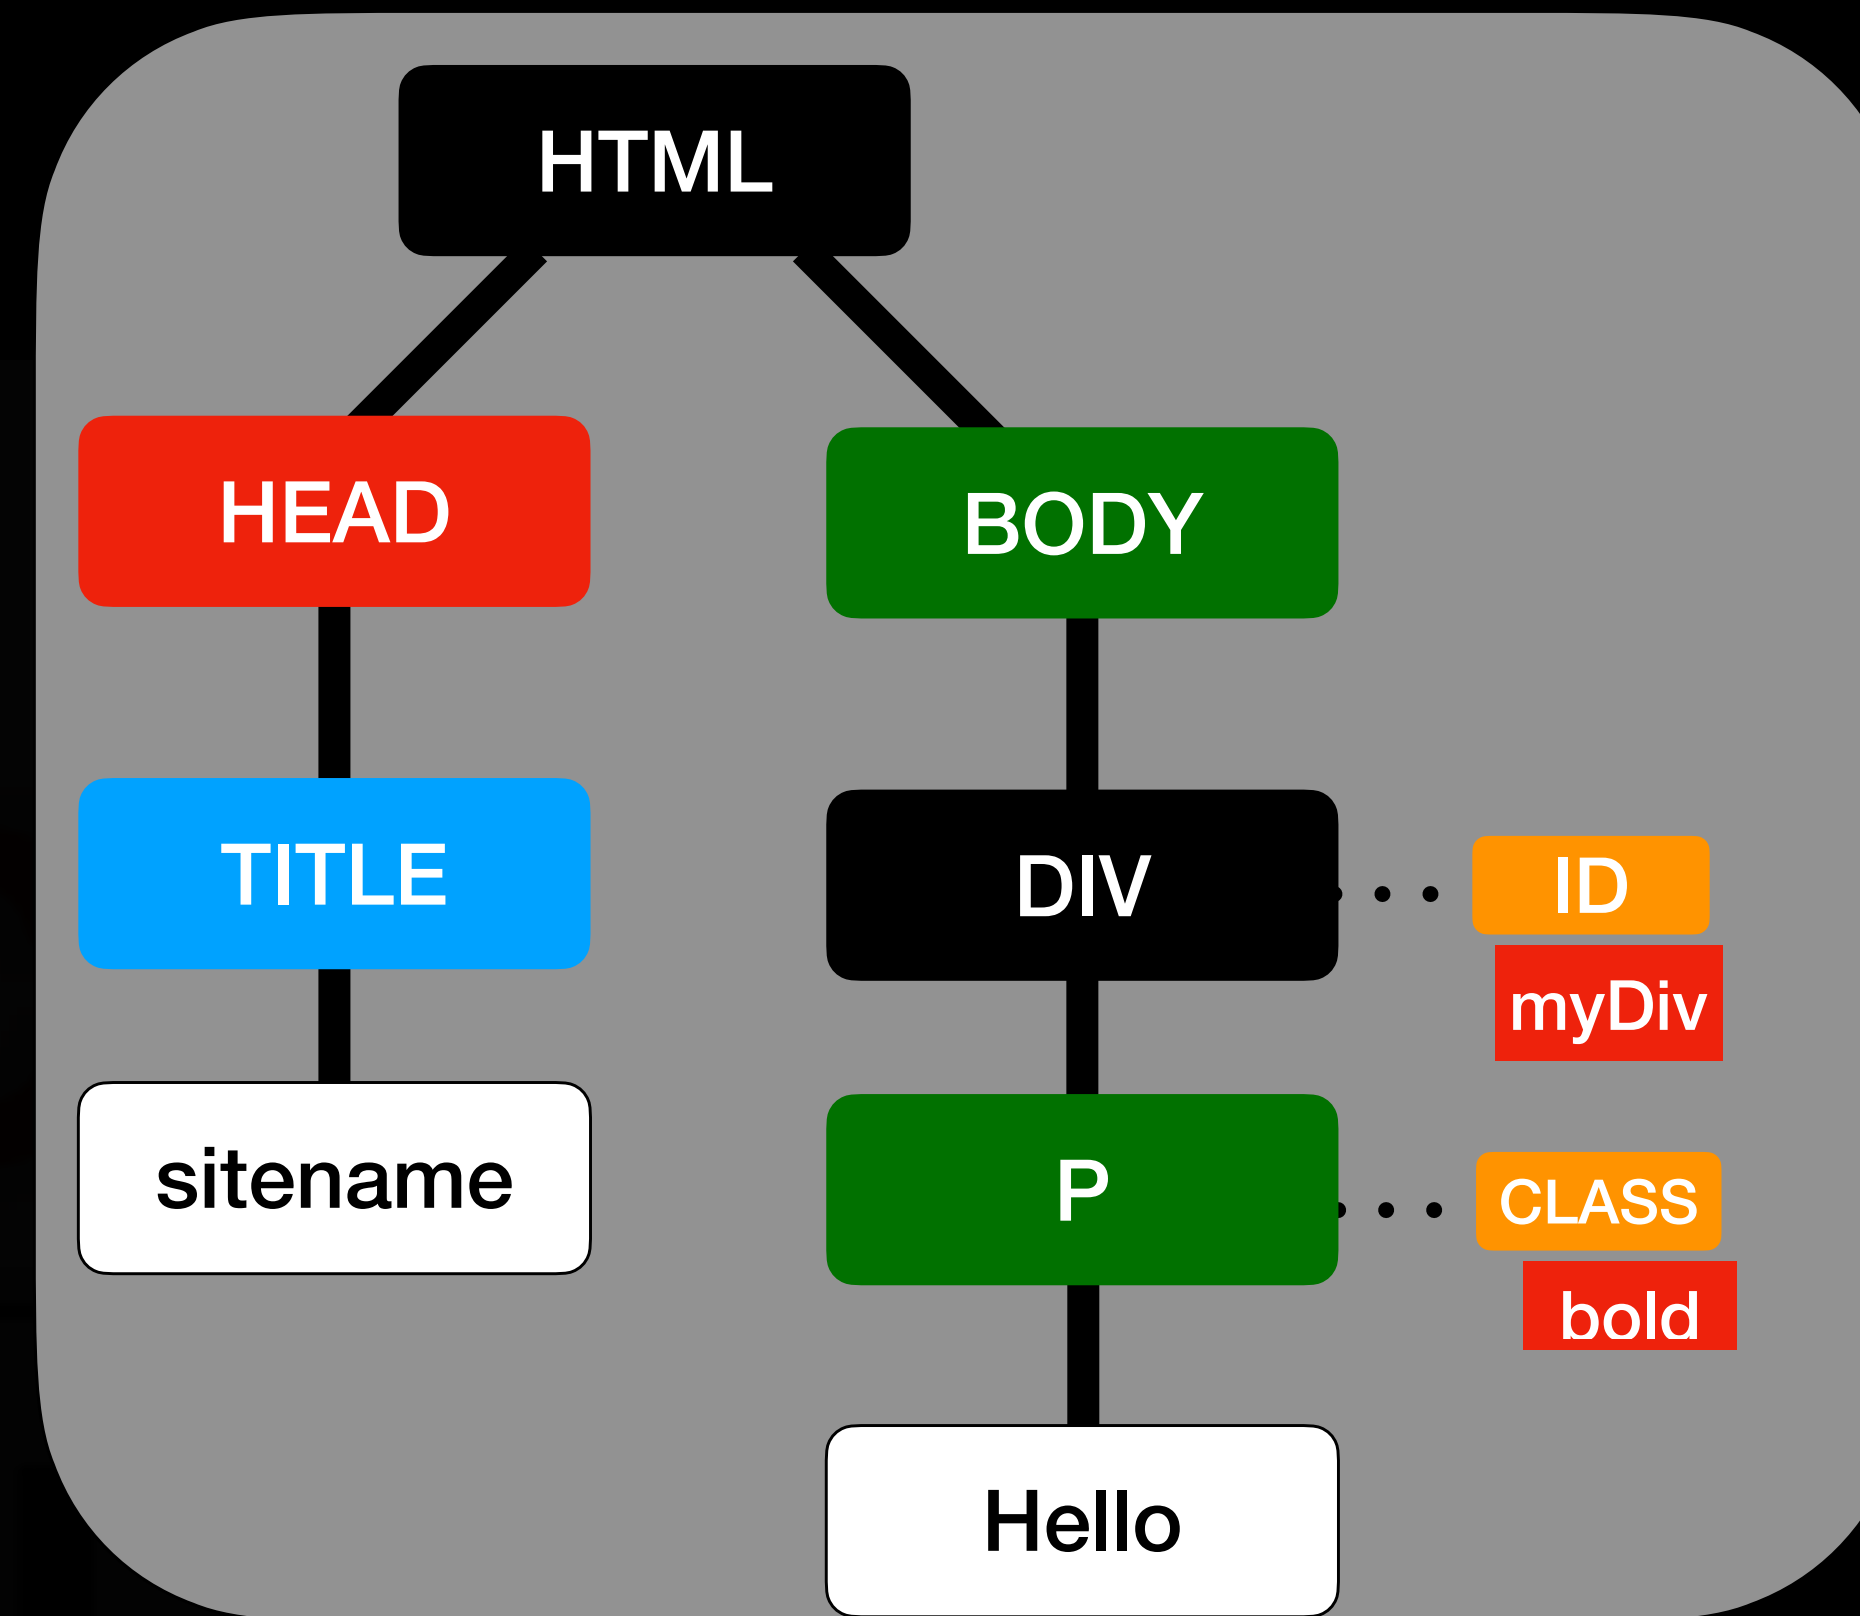 HTML
HEAD
BODY
TITLE
DIV
ID
myDiv
sitename
P
CLASS
bold
Hello